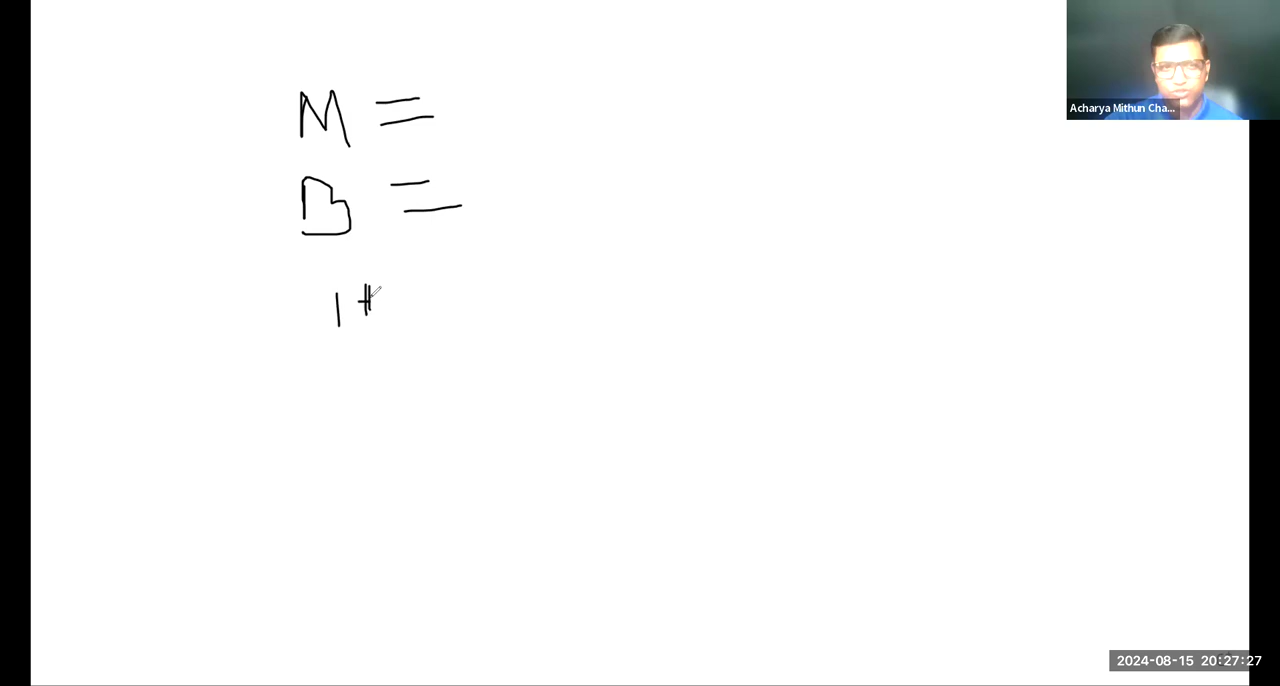 M =
B =
1
Acharya Mithun Cha...
2024-08-15 20:27:27